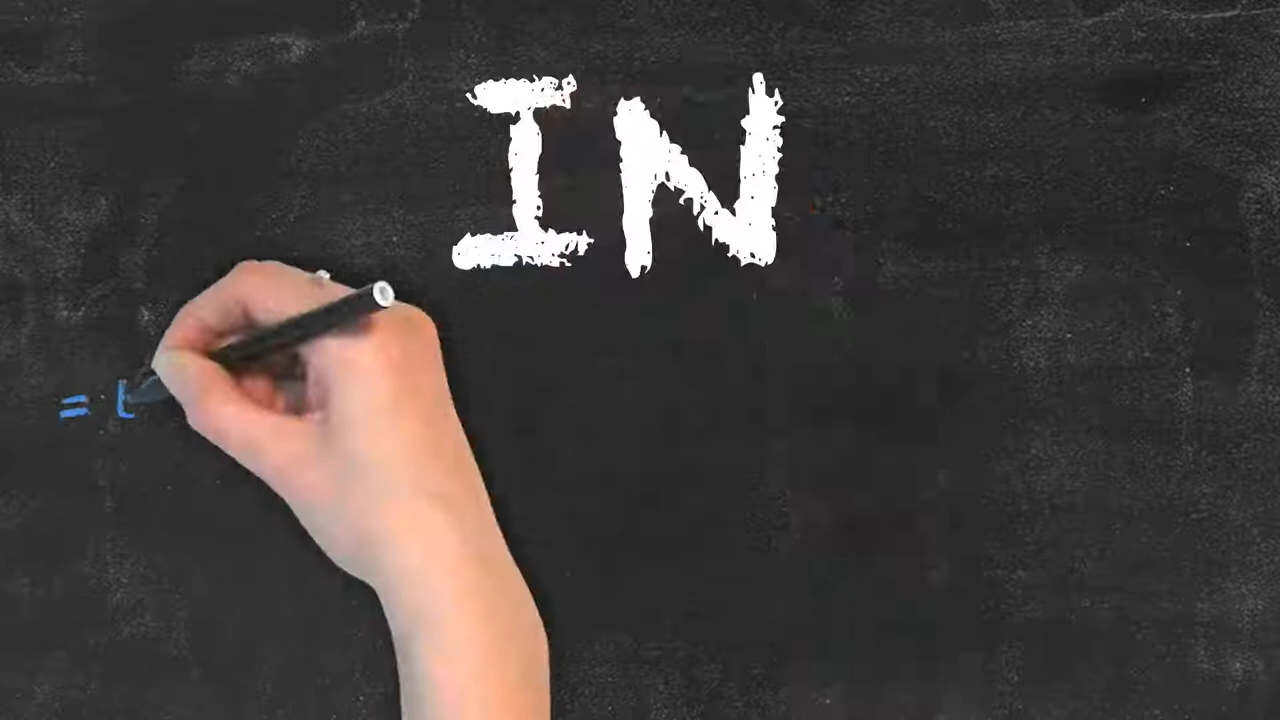 IN
=